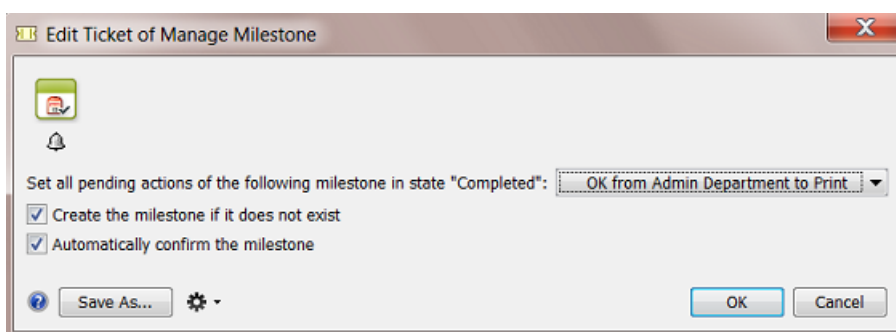 Edit Ticket of Manage Milestone
Set all pending actions of the following milestone in state "Completed": OK from Admin Department to Print
Create the milestone if it does not exist
Automatically confirm the milestone
Save As... OK Cancel